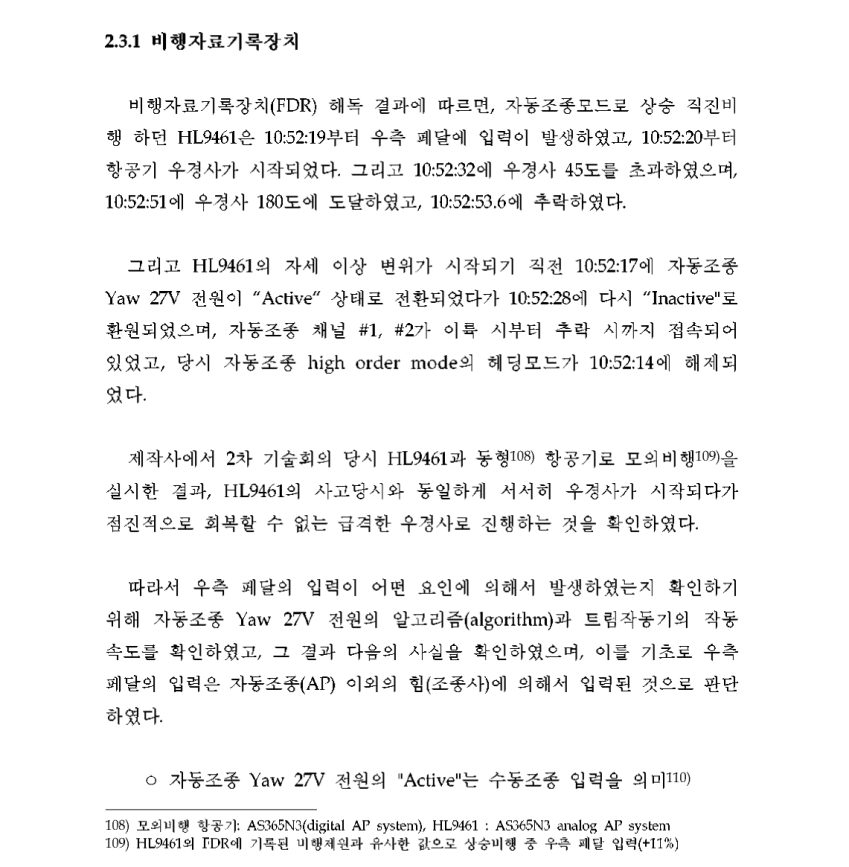 2.3.1 비행자료기록장치
비행자료기록장치(FDR) 해독 결과에 따르면, 자동조종모드로 상승 직진비
행 하던 HL9461은 10:52:19부터 우측 페달에 입력이 발생하였고, 10:52:20부터
항공기 우경사가 시작되었다. 그리고 10:52:32에 우경사 45도를 초과하였으며,
10:52:51에 우경사 180도에 도달하였고, 10:52:53.6에 추락하였다.
그리고 HL9461의 자세 이상 변위가 시작되기 직전 10:52:17에 자동조종
Yaw 27V 전원이 “Active“ 상태로 전환되었다가 10:52:28에 다시 “Inactive"로
환원되었으며, 자동조종 채널 #1, #2가 이륙 시부터 추락 시까지 접속되어
있었고, 당시 자동조종 high order mode의 헤딩모드가 10:52:14에 해제되
었다.
제작사에서 2차 기술회의 당시 HL9461과 동형108) 항공기로 모의비행109)을
실시한 결과, HL9461의 사고당시와 동일하게 서서히 우경사가 시작되다가
점진적으로 회복할 수 없는 급격한 우경사로 진행하는 것을 확인하였다.
따라서 우측 페달의 입력이 어떤 요인에 의해서 발생하였는지 확인하기
위해 자동조종 Yaw 27V 전원의 알고리즘(algorithm)과 트림작동기의 작동
속도를 확인하였고, 그 결과 다음의 사실을 확인하였으며, 이를 기초로 우측
페달의 입력은 자동조종(AP) 이외의 힘(조종사)에 의해서 입력된 것으로 판단
하였다.
○ 자동조종 Yaw 27V 전원의 "Active"는 수동조종 입력을 의미110)
108) 모의비행 항공기: AS365N3(digital AP system), HL9461 : AS365N3 analog AP system
109) HL9461의 FDR에 기록된 비행제원과 유사한 값으로 상승비행 중 우측 페달 입력(+11%)